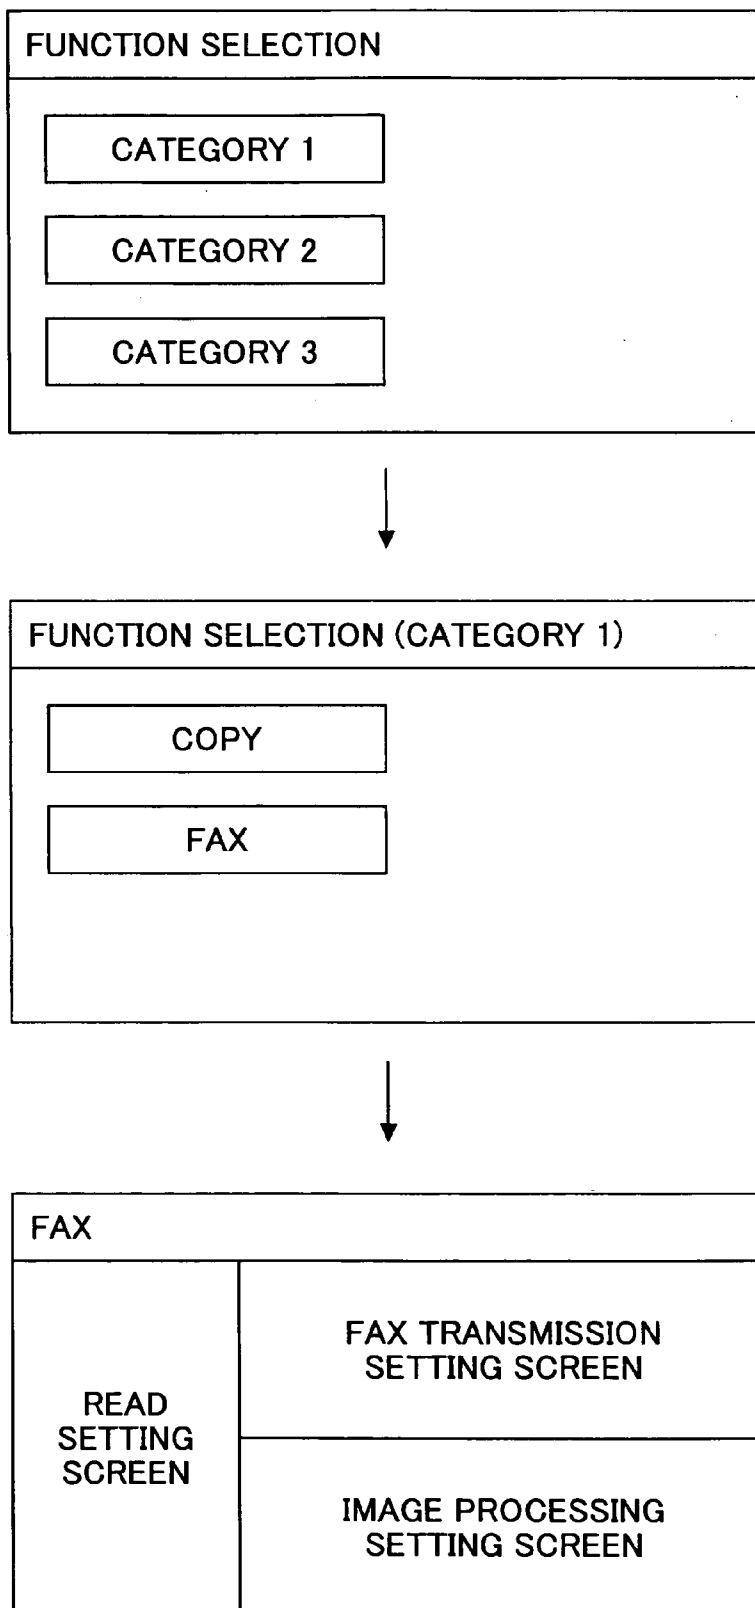 FUNCTION SELECTION
CATEGORY 1
CATEGORY 2
CATEGORY 3
FUNCTION SELECTION (CATEGORY 1)
COPY
FAX
FAX
READ
SETTING
SCREEN
FAX TRANSMISSION
SETTING SCREEN
IMAGE PROCESSING
SETTING SCREEN